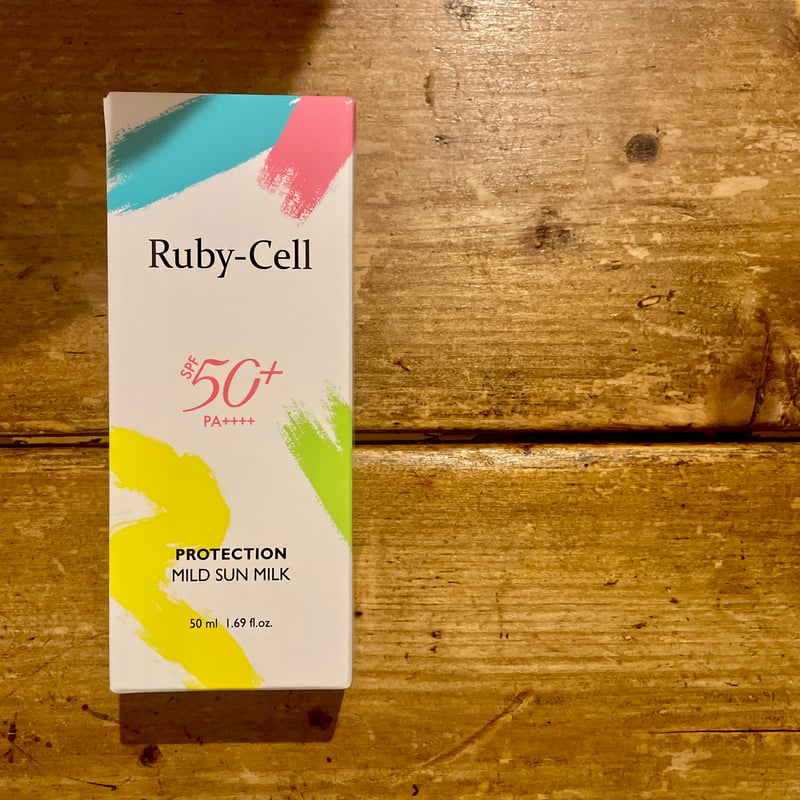 Ruby-Cell
SPF 50+
PA++++
PROTECTION
MILD SUN MILK
50 ml 1.69 fl.oz.